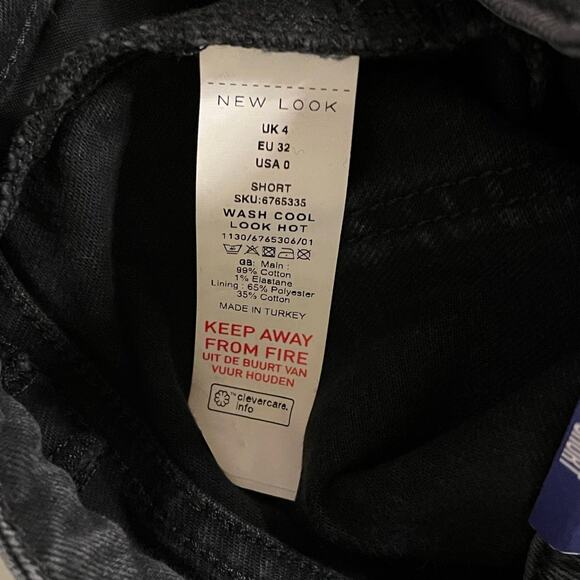 NEW LOOK
UK 4
EU 32
USA 0
SHORT
SKU:6765335
WASH COOL
LOOK HOT
1130/6765306/01
GB: Main :
99% Cotton
1% Elastane
Lining : 65% Polyester
35% Cotton
MADE IN TURKEY
KEEP AWAY
FROM FIRE
UIT DE BUURT VAN
VUUR HOUDEN
™ clevercare.
info